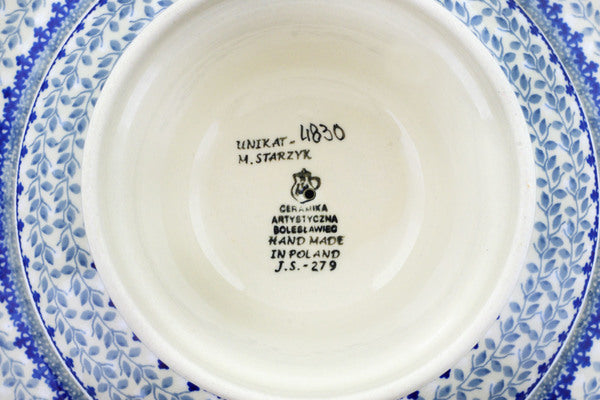 UNIKAT - 4830
M. STARZYK
CERAMIKA
ARTYSTYCZNA
BOLESŁAWIEC
HAND MADE
IN POLAND
J.S.-279